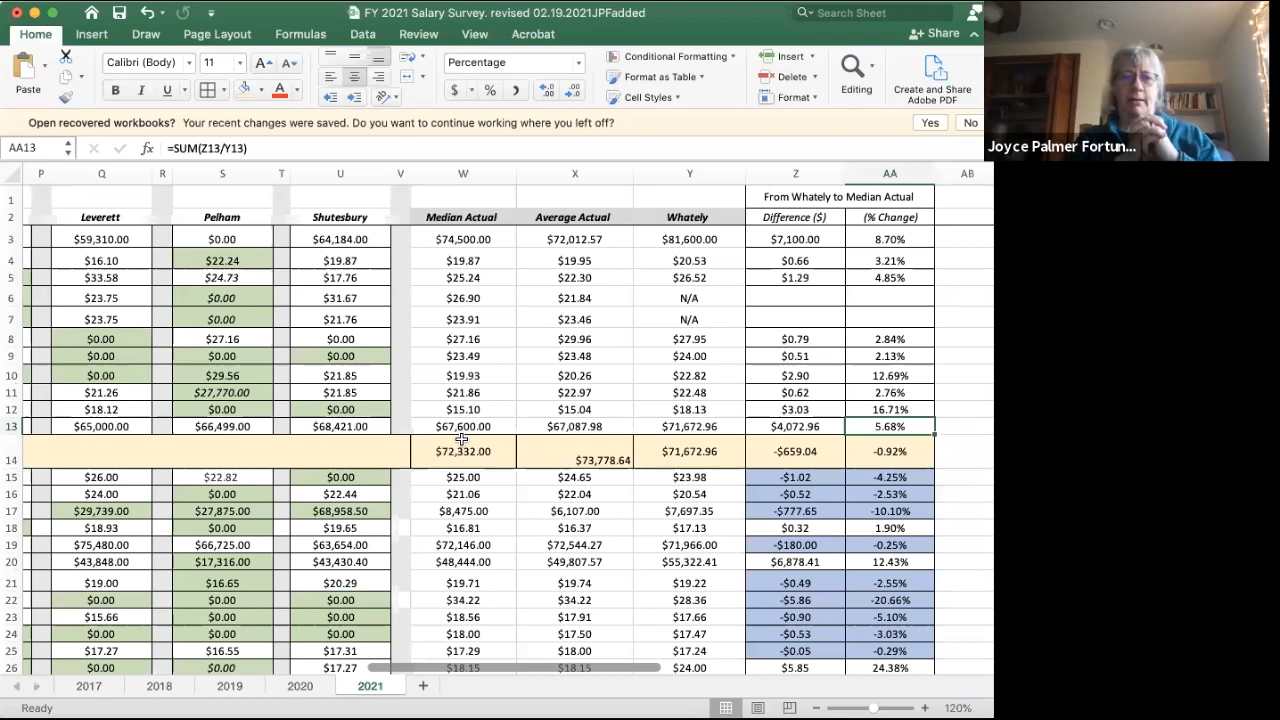 FY 2021 Salary Survey. revised 02.19.2021JPFadded
Search Sheet
Home Insert Draw Page Layout Formulas Data Review View Acrobat Share
Paste
Calibri (Body) 11 A A
B I U A
Percentage
$ %
Conditional Formatting
Format as Table
Cell Styles
Insert
Delete
Format
Editing
Create and Share
Adobe PDF
Open recovered workbooks? Your recent changes were saved. Do you want to continue working where you left off? Yes No
AA13 fx =SUM(Z13/Y13)
P Q R S T U V W X Y Z AA AB
1 From Whately to Median Actual
2 Leverett Pelham Shutesbury Median Actual Average Actual Whately Difference ($) (% Change)
3 $59,310.00 $0.00 $64,184.00 $74,500.00 $72,012.57 $81,600.00 $7,100.00 8.70%
4 $16.10 $22.24 $19.87 $19.87 $19.95 $20.53 $0.66 3.21%
5 $33.58 $24.73 $17.76 $25.24 $22.30 $26.52 $1.29 4.85%
6 $23.75 $0.00 $31.67 $26.90 $21.84 N/A
7 $23.75 $0.00 $21.76 $23.91 $23.46 N/A
8 $0.00 $27.16 $0.00 $27.16 $29.96 $27.95 $0.79 2.84%
9 $0.00 $0.00 $0.00 $23.49 $23.48 $24.00 $0.51 2.13%
10 $0.00 $29.56 $21.85 $19.93 $20.26 $22.82 $2.90 12.69%
11 $21.26 $27,770.00 $21.85 $21.86 $22.97 $22.48 $0.62 2.76%
12 $18.12 $0.00 $0.00 $15.10 $15.04 $18.13 $3.03 16.71%
13 $65,000.00 $66,499.00 $68,421.00 $67,600.00 $67,087.98 $71,672.96 $4,072.96 5.68%
14 $72,332.00 $73,778.64 $71,672.96 -$659.04 -0.92%
15 $26.00 $22.82 $0.00 $25.00 $24.65 $23.98 -$1.02 -4.25%
16 $24.00 $0.00 $22.44 $21.06 $22.04 $20.54 -$0.52 -2.53%
17 $29,739.00 $27,875.00 $68,958.50 $8,475.00 $6,107.00 $7,697.35 -$777.65 -10.10%
18 $18.93 $0.00 $19.65 $16.81 $16.37 $17.13 $0.32 1.90%
19 $75,480.00 $66,725.00 $63,654.00 $72,146.00 $72,544.27 $71,966.00 -$180.00 -0.25%
20 $43,848.00 $17,316.00 $43,430.40 $48,444.00 $49,807.57 $55,322.41 $6,878.41 12.43%
21 $19.00 $16.65 $20.29 $19.71 $19.74 $19.22 -$0.49 -2.55%
22 $0.00 $0.00 $0.00 $34.22 $34.22 $28.36 -$5.86 -20.66%
23 $15.66 $0.00 $0.00 $18.56 $17.91 $17.66 -$0.90 -5.10%
24 $0.00 $0.00 $0.00 $18.00 $17.50 $17.47 -$0.53 -3.03%
25 $17.27 $16.55 $17.31 $17.29 $18.00 $17.24 -$0.05 -0.29%
26 $0.00 $0.00 $17.27 $18.15 $18.15 $24.00 $5.85 24.38%
2017 2018 2019 2020 2021 +
Ready 120%
Joyce Palmer Fortun...